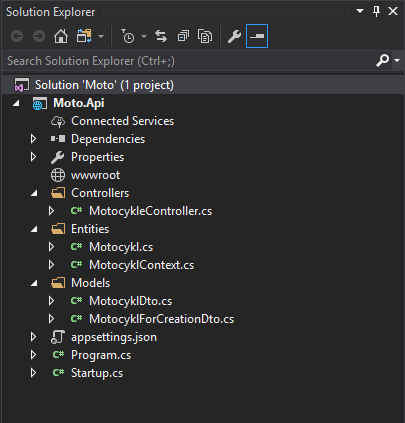 Solution Explorer
Search Solution Explorer (Ctrl+;)
Solution 'Moto' (1 project)
Moto.Api
Connected Services
Dependencies
Properties
wwwroot
Controllers
C# MotocykleController.cs
Entities
C# Motocykl.cs
C# MotocyklContext.cs
Models
C# MotocyklDto.cs
C# MotocyklForCreationDto.cs
appsettings.json
C# Program.cs
C# Startup.cs